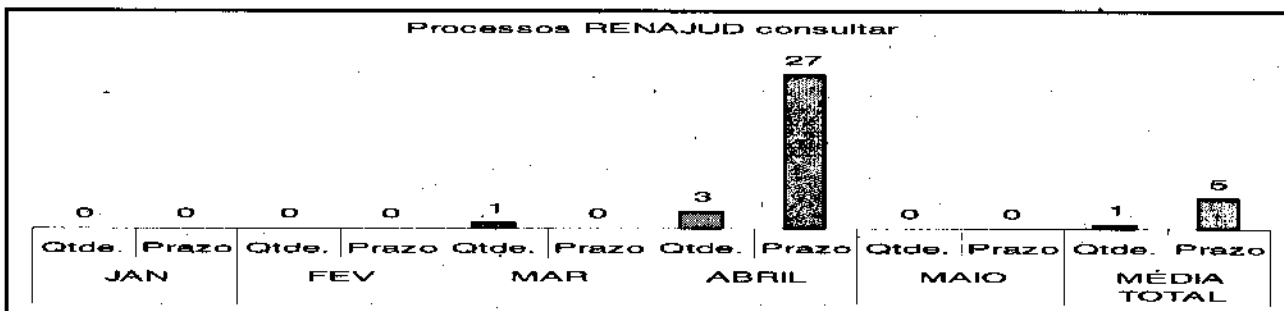 Processos RENAJUD consultar
27
0 0 0 0 1 0 3 0 0 1 5
Qtde. Prazo Qtde. Prazo Qtde. Prazo Qtde. Prazo Qtde. Prazo Qtde. Prazo
JAN FEV MAR ABRIL MAIO MÉDIA
TOTAL